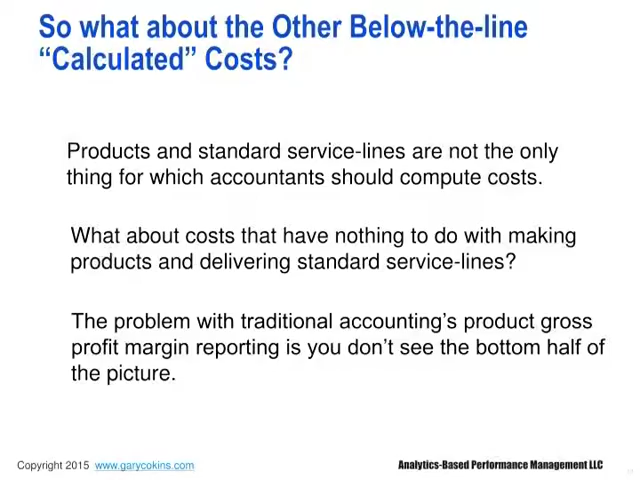 So what about the Other Below-the-line
“Calculated” Costs?
Products and standard service-lines are not the only
thing for which accountants should compute costs.
What about costs that have nothing to do with making
products and delivering standard service-lines?
The problem with traditional accounting’s product gross
profit margin reporting is you don’t see the bottom half of
the picture.
Copyright 2015 www.garycokins.com
Analytics-Based Performance Management LLC